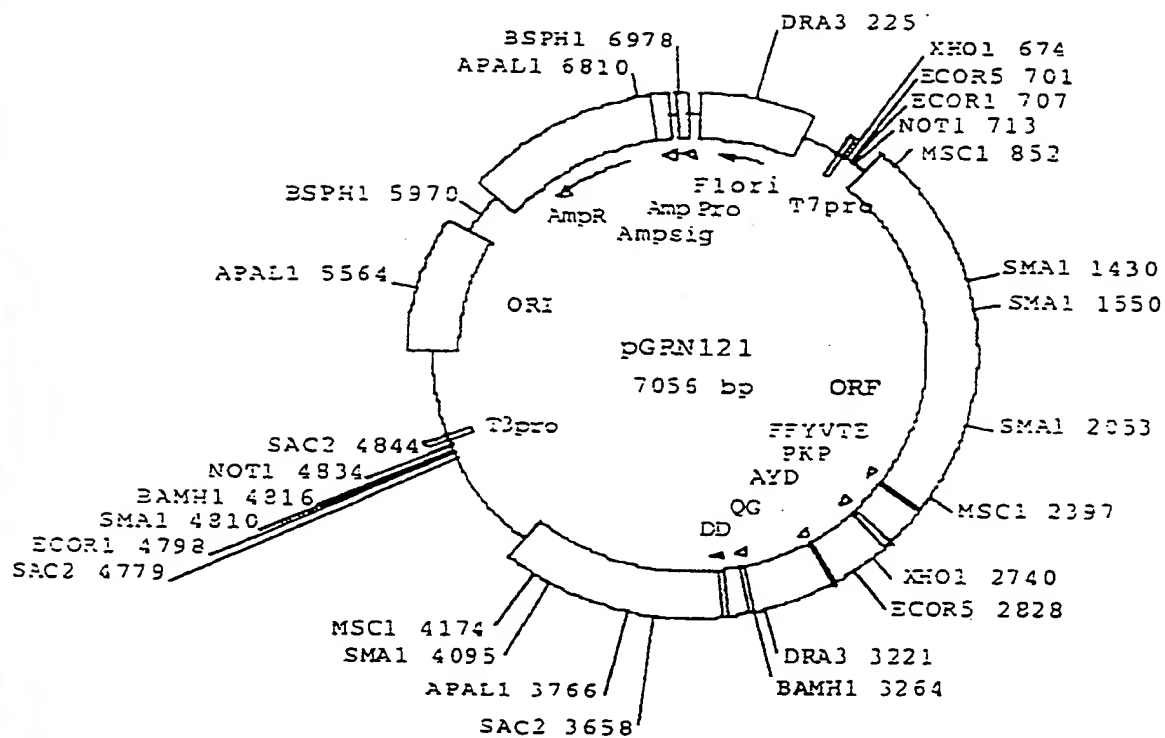 DRA3 225
BSPH1 6978
XHO1 674
APAL1 6810
ECOR5 701
ECOR1 707
NOT1 713
MSC1 852
BSPH1 5970
F1ori
T7pro
AmpR
Amp Pro
Ampsig
APAL1 5564
SMA1 1430
SMA1 1550
ORI
pGRN121
7056 bp
ORF
SMA1 2053
T3pro
FFYVTE
PKP
AYD
QG
DD
SAC2 4844
NOT1 4834
BAMH1 4816
SMA1 4810
ECOR1 4798
SAC2 4779
MSC1 2397
XHO1 2740
ECOR5 2828
MSC1 4174
SMA1 4095
DRA3 3221
APAL1 3766
BAMH1 3264
SAC2 3658